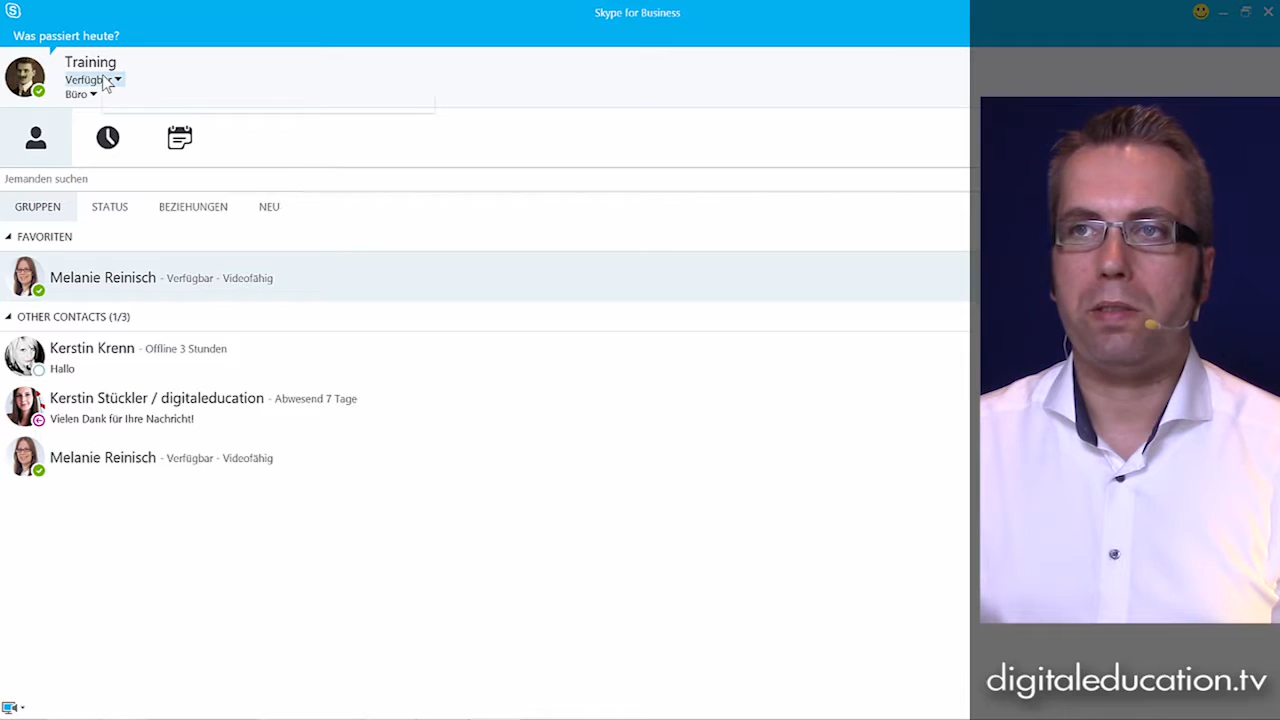 Skype for Business
Was passiert heute?
Training
Büro
Jemanden suchen
GRUPPEN STATUS BEZIEHUNGEN NEU
FAVORITEN
Melanie Reinisch - Verfügbar - Videofähig
OTHER CONTACTS (1/3)
Kerstin Krenn - Offline 3 Stunden
Hallo
Kerstin Stückler / digitaleducation - Abwesend 7 Tage
Vielen Dank für Ihre Nachricht!
Melanie Reinisch - Verfügbar - Videofähig
digitaleducation.tv